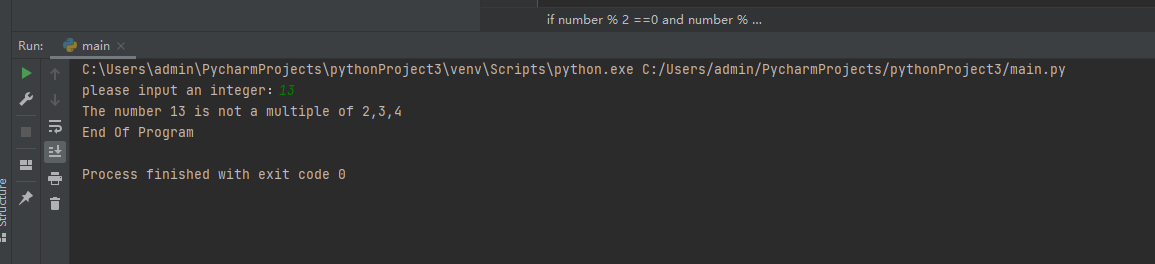 if number % 2 ==0 and number % ...
Run: main
C:\Users\admin\PycharmProjects\pythonProject3\venv\Scripts\python.exe C:/Users/admin/PycharmProjects/pythonProject3/main.py
please input an integer: 13
The number 13 is not a multiple of 2,3,4
End Of Program
Process finished with exit code 0
Structure